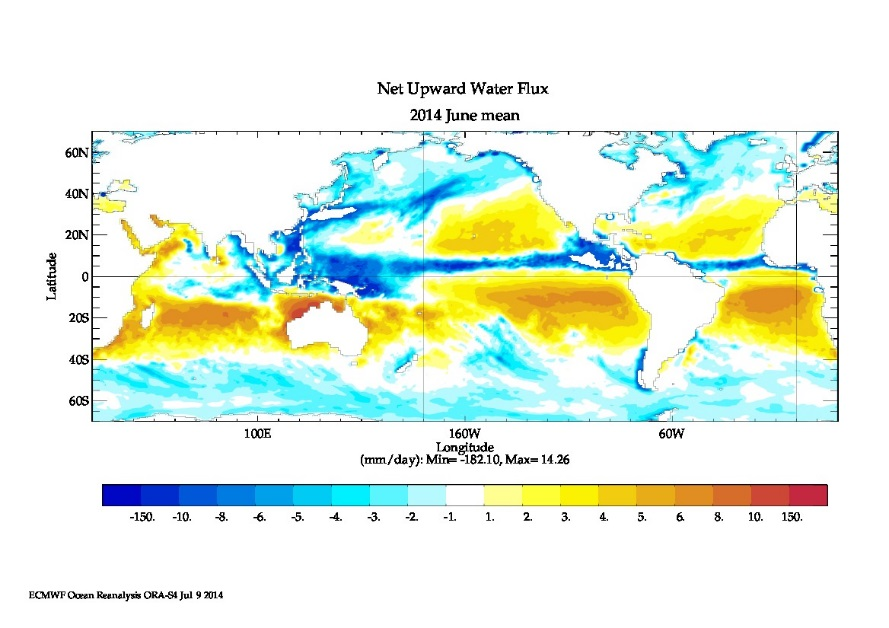 Net Upward Water Flux
2014 June mean
60N
40N
20N
0
20S
40S
60S
Latitude
100E 160W 60W
Longitude
(mm/day): Min= -182.10, Max= 14.26
-150. -10. -8. -6. -5. -4. -3. -2. -1. 1. 2. 3. 4. 5. 6. 8. 10. 150.
ECMWF Ocean Reanalysis ORA-S4 Jul 9 2014